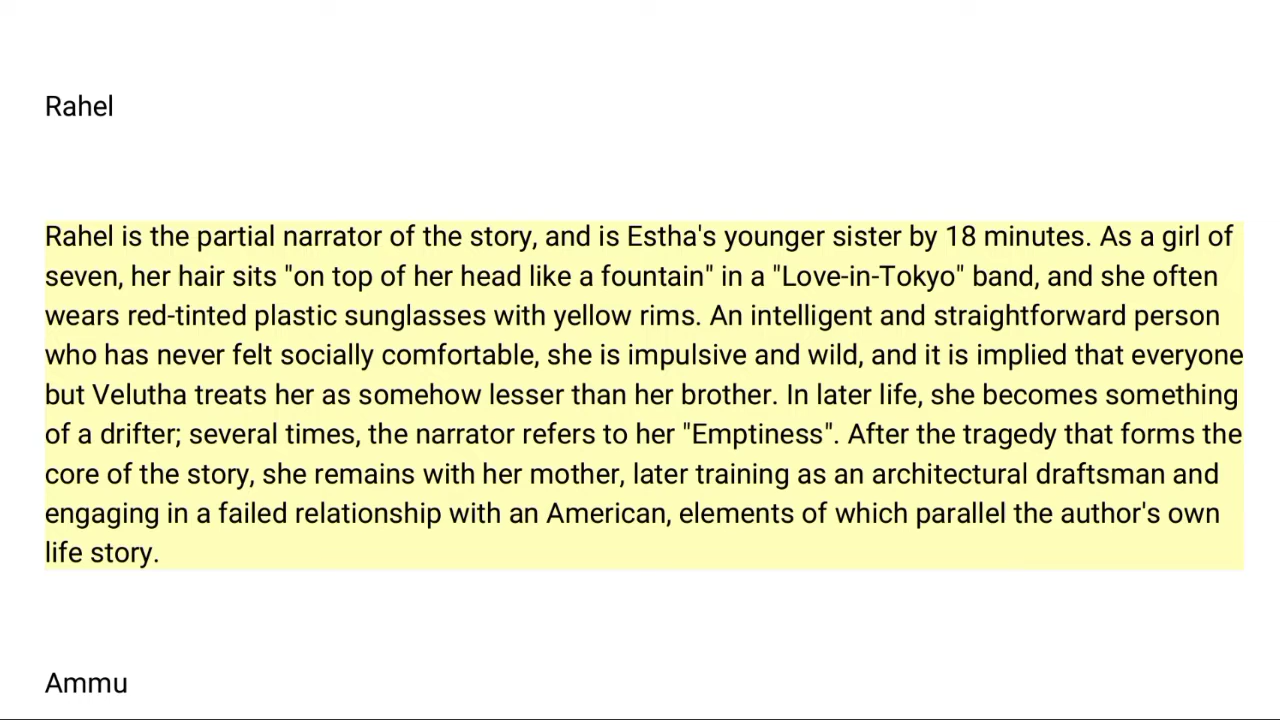 Rahel
Rahel is the partial narrator of the story, and is Estha's younger sister by 18 minutes. As a girl of
seven, her hair sits "on top of her head like a fountain" in a "Love-in-Tokyo" band, and she often
wears red-tinted plastic sunglasses with yellow rims. An intelligent and straightforward person
who has never felt socially comfortable, she is impulsive and wild, and it is implied that everyone
but Velutha treats her as somehow lesser than her brother. In later life, she becomes something
of a drifter; several times, the narrator refers to her "Emptiness". After the tragedy that forms the
core of the story, she remains with her mother, later training as an architectural draftsman and
engaging in a failed relationship with an American, elements of which parallel the author's own
life story.
Ammu